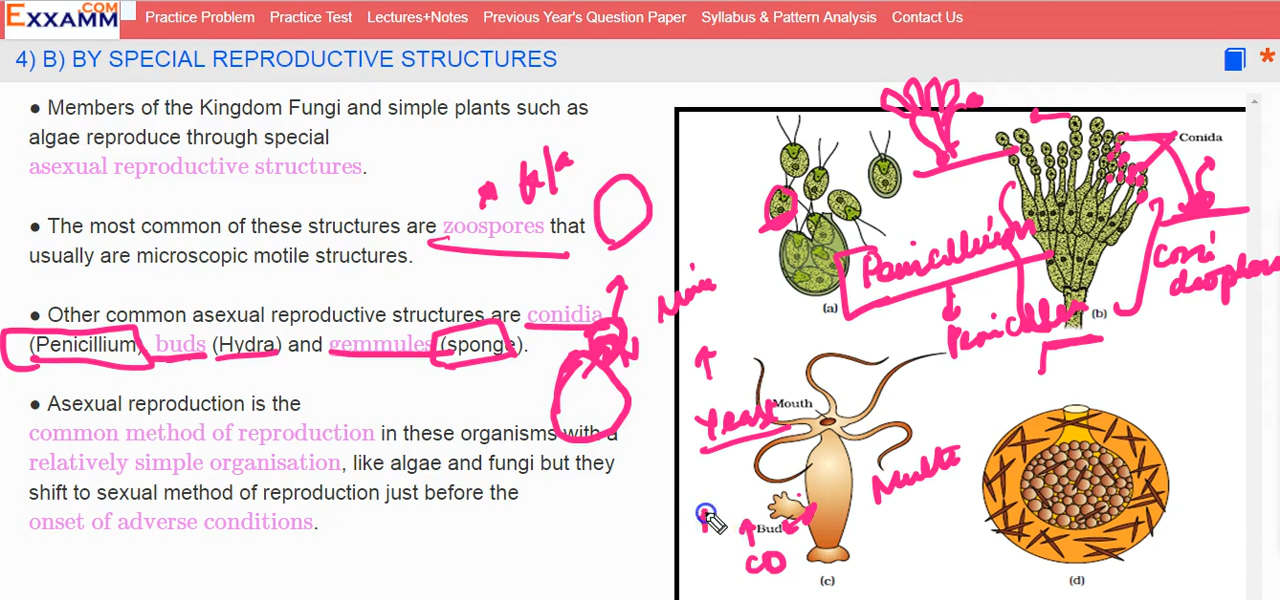 EXXAMM.COM
Practice Problem Practice Test Lectures+Notes Previous Year's Question Paper Syllabus & Pattern Analysis Contact Us
4) B) BY SPECIAL REPRODUCTIVE STRUCTURES
● Members of the Kingdom Fungi and simple plants such as
algae reproduce through special
asexual reproductive structures.
● The most common of these structures are zoospores that
usually are microscopic motile structures.
● Other common asexual reproductive structures are conidia
(Penicillium), buds (Hydra) and gemmules (sponge).
● Asexual reproduction is the
common method of reproduction in these organisms with a
relatively simple organisation, like algae and fungi but they
shift to sexual method of reproduction just before the
onset of adverse conditions.
Conida
Penicillium
Coni
(a)
(b)
Yeast
Mouth
Bud
(c)
(d)